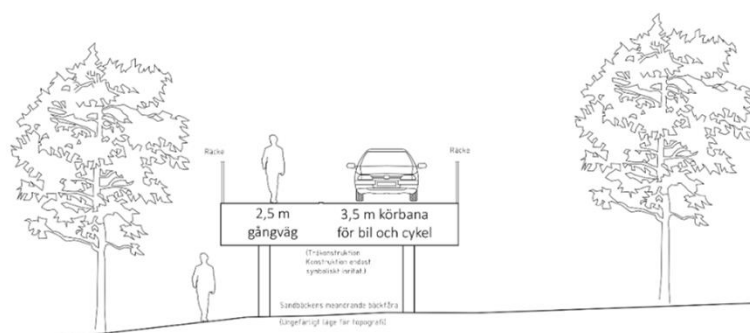 Räcke
Räcke
2,5 m
gångväg
3,5 m körbana
för bil och cykel
(Träkonstruktion
Konstruktion endast
symboliskt inritat.)
Sandbäckens meandrande bäckfåra
(Ungefärligt läge för topografi)